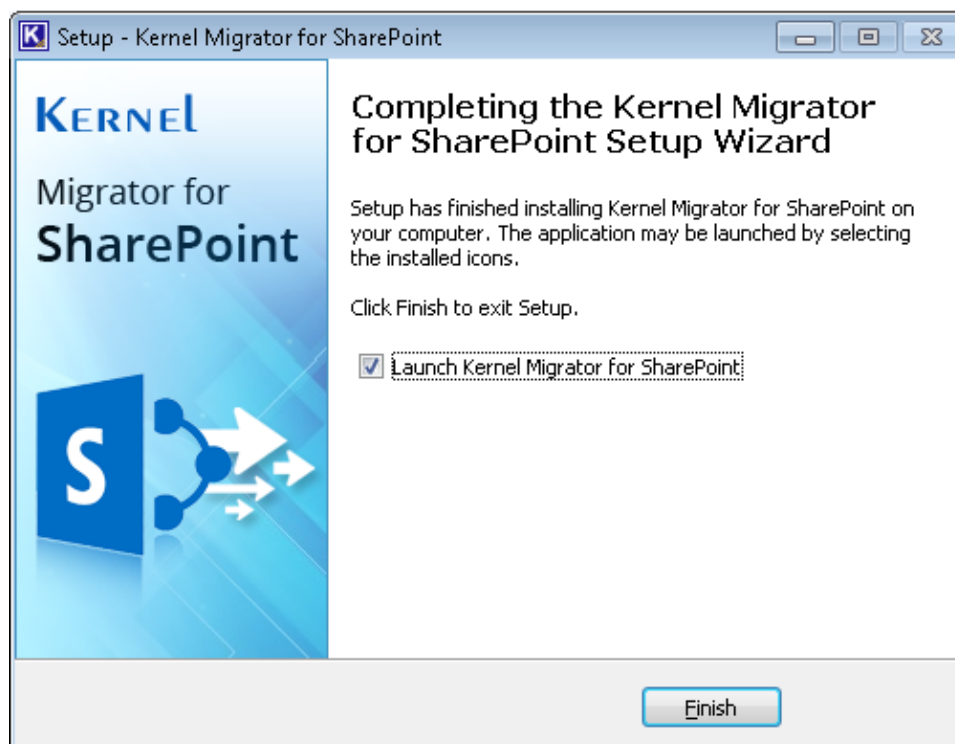 Setup - Kernel Migrator for SharePoint
KERNEL
Migrator for
SharePoint
S
Completing the Kernel Migrator
for SharePoint Setup Wizard
Setup has finished installing Kernel Migrator for SharePoint on
your computer. The application may be launched by selecting
the installed icons.
Click Finish to exit Setup.
Launch Kernel Migrator for SharePoint
Finish